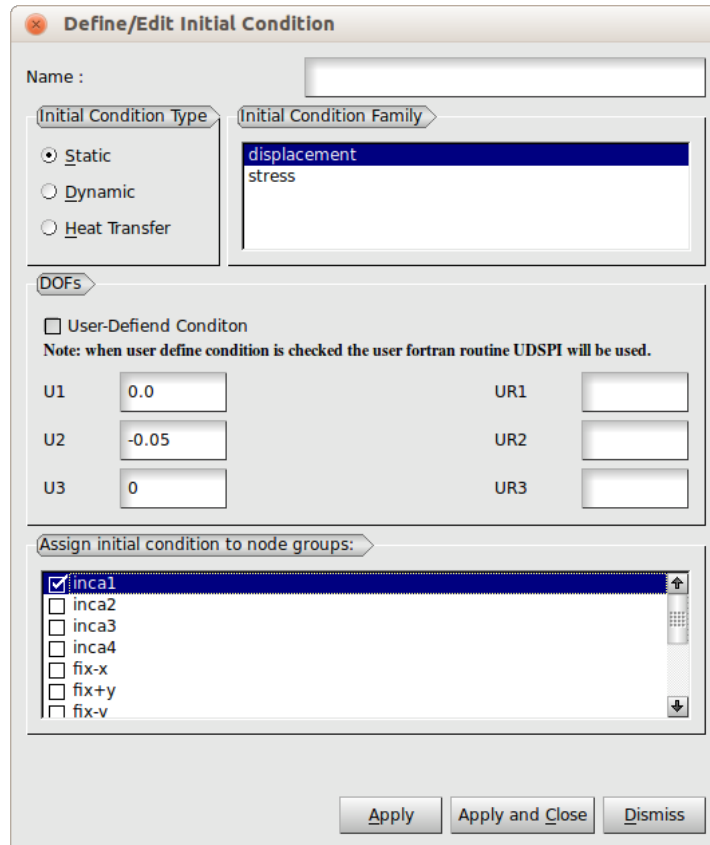 Define/Edit Initial Condition
Name :
Initial Condition Type
Initial Condition Family
Static
Dynamic
Heat Transfer
displacement
stress
DOFs
User-Defiend Conditon
Note: when user define condition is checked the user fortran routine UDSPI will be used.
U1 0.0 UR1
U2 -0.05 UR2
U3 0 UR3
Assign initial condition to node groups:
inca1
inca2
inca3
inca4
fix-x
fix+y
fix-y
Apply Apply and Close Dismiss